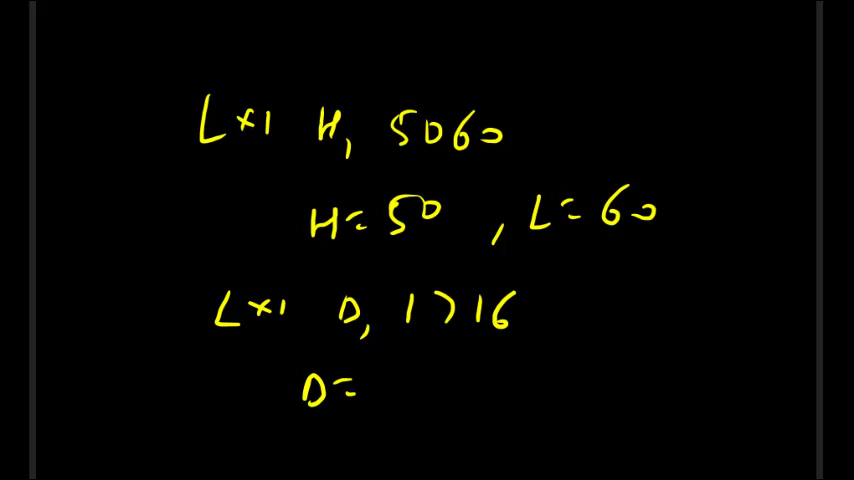 LXI H, 5060
H=50, L=60
LXI D, 1716
D=